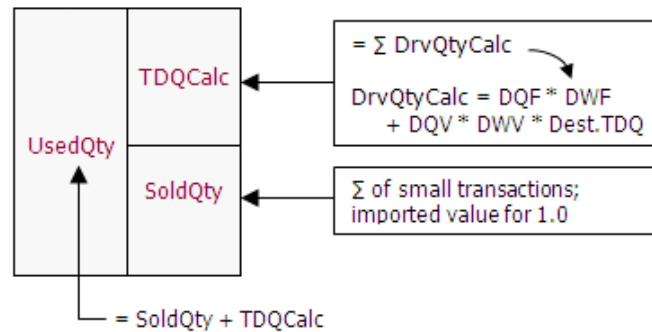 TDQCalc
UsedQty
SoldQty
= ∑ DrvQtyCalc
DrvQtyCalc = DQF * DWF
+ DQV * DWV * Dest.TDQ
∑ of small transactions;
imported value for 1.0
= SoldQty + TDQCalc